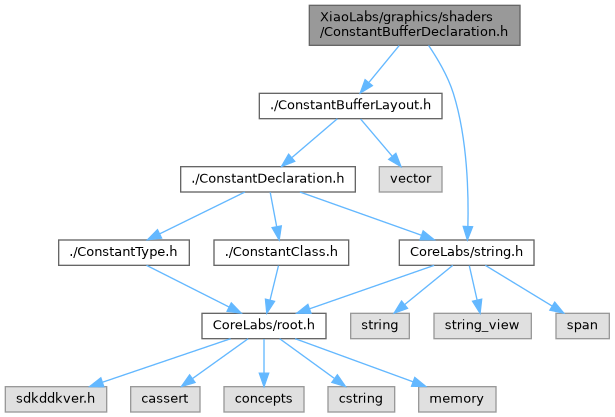 XiaoLabs/graphics/shaders
/ConstantBufferDeclaration.h
./ConstantBufferLayout.h
./ConstantDeclaration.h
vector
./ConstantType.h
./ConstantClass.h
CoreLabs/string.h
CoreLabs/root.h
string
string_view
span
sdkddkver.h
cassert
concepts
cstring
memory